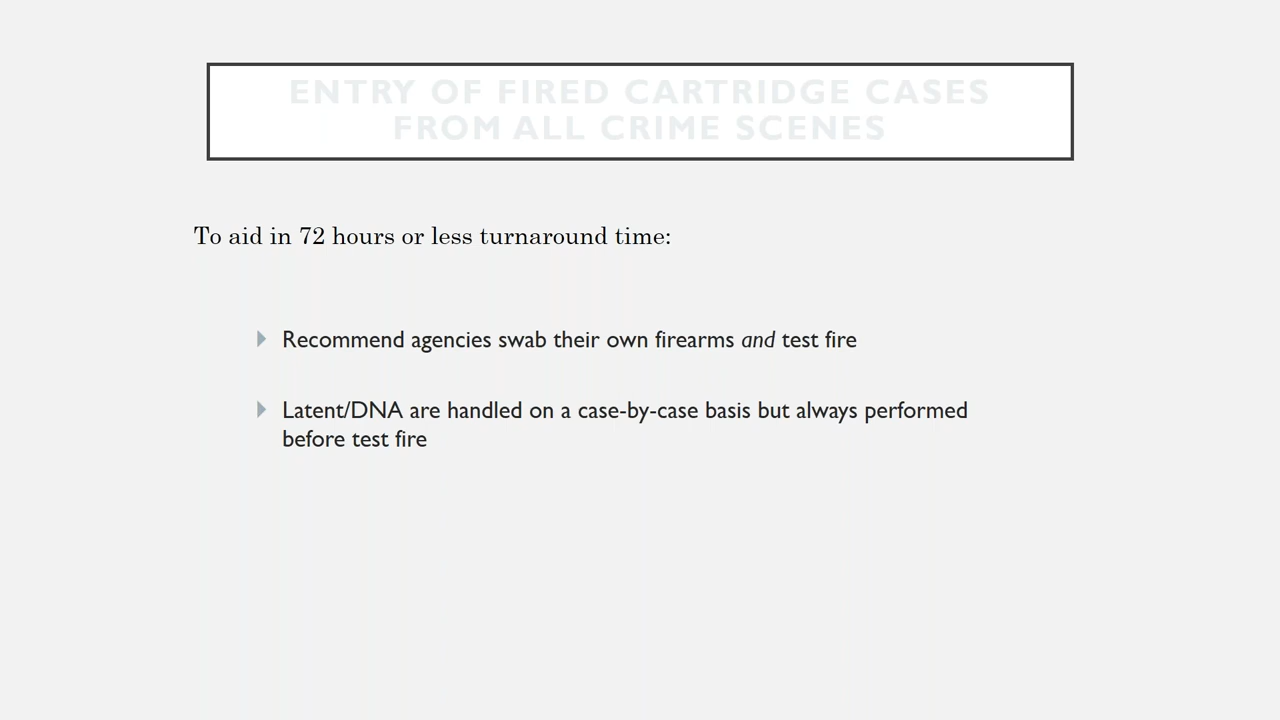 ENTRY OF FIRED CARTRIDGE CASES
FROM ALL CRIME SCENES
To aid in 72 hours or less turnaround time:
Recommend agencies swab their own firearms and test fire
Latent/DNA are handled on a case-by-case basis but always performed
before test fire